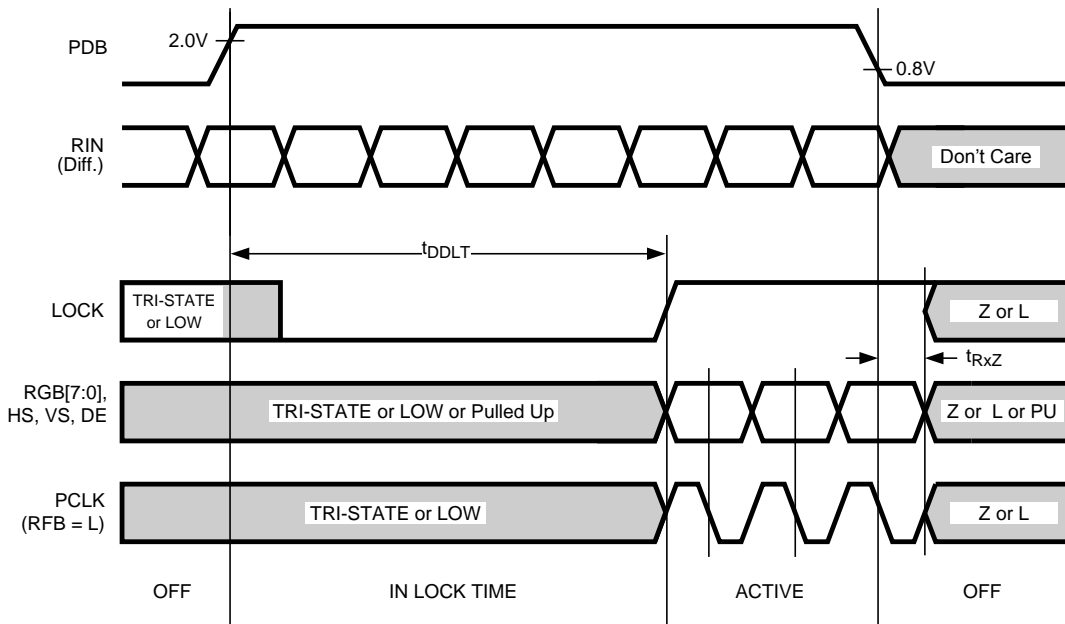 PDB
2.0V
0.8V
RIN
(Diff.)
Don't Care
tDDLT
LOCK
TRI-STATE
or LOW
Z or L
tRxZ
RGB[7:0],
HS, VS, DE
TRI-STATE or LOW or Pulled Up
Z or L or PU
PCLK
(RFB = L)
TRI-STATE or LOW
Z or L
OFF
IN LOCK TIME
ACTIVE
OFF